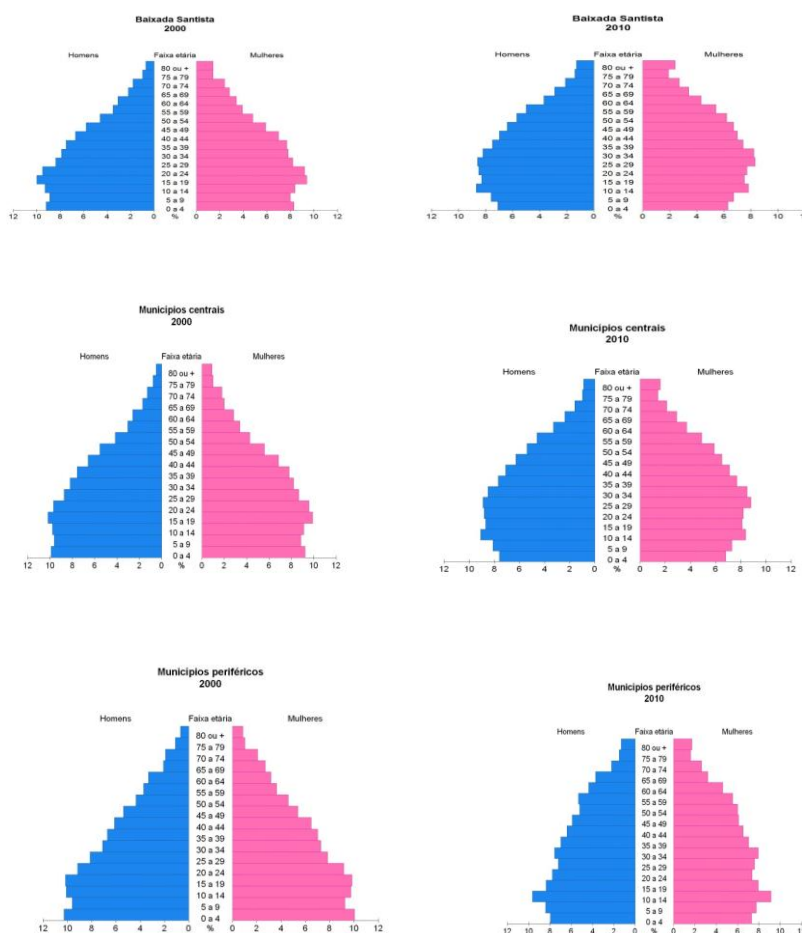 Baixada Santista
2000
Homens Faixa etária Mulheres
80 ou +
75 a 79
70 a 74
65 a 69
60 a 64
55 a 59
50 a 54
45 a 49
40 a 44
35 a 39
30 a 34
25 a 29
20 a 24
15 a 19
10 a 14
5 a 9
0 a 4
12 10 8 6 4 2 0 % 0 2 4 6 8 10 12
Baixada Santista
2010
Homens Faixa etária Mulheres
80 ou +
75 a 79
70 a 74
65 a 69
60 a 64
55 a 59
50 a 54
45 a 49
40 a 44
35 a 39
30 a 34
25 a 29
20 a 24
15 a 19
10 a 14
5 a 9
0 a 4
12 10 8 6 4 2 0 % 0 2 4 6 8 10 12
Municípios centrais
2000
Homens Faixa etária Mulheres
80 ou +
75 a 79
70 a 74
65 a 69
60 a 64
55 a 59
50 a 54
45 a 49
40 a 44
35 a 39
30 a 34
25 a 29
20 a 24
15 a 19
10 a 14
5 a 9
0 a 4
12 10 8 6 4 2 0 % 0 2 4 6 8 10 12
Municípios centrais
2010
Homens Faixa etária Mulheres
80 ou +
75 a 79
70 a 74
65 a 69
60 a 64
55 a 59
50 a 54
45 a 49
40 a 44
35 a 39
30 a 34
25 a 29
20 a 24
15 a 19
10 a 14
5 a 9
0 a 4
12 10 8 6 4 2 0 % 0 2 4 6 8 10 12
Municípios periféricos
2000
Homens Faixa etária Mulheres
80 ou +
75 a 79
70 a 74
65 a 69
60 a 64
55 a 59
50 a 54
45 a 49
40 a 44
35 a 39
30 a 34
25 a 29
20 a 24
15 a 19
10 a 14
5 a 9
0 a 4
12 10 8 6 4 2 0 % 0 2 4 6 8 10 12
Municípios periféricos
2010
Homens Faixa etária Mulheres
80 ou +
75 a 79
70 a 74
65 a 69
60 a 64
55 a 59
50 a 54
45 a 49
40 a 44
35 a 39
30 a 34
25 a 29
20 a 24
15 a 19
10 a 14
5 a 9
0 a 4
12 10 8 6 4 2 0 % 0 2 4 6 8 10 12